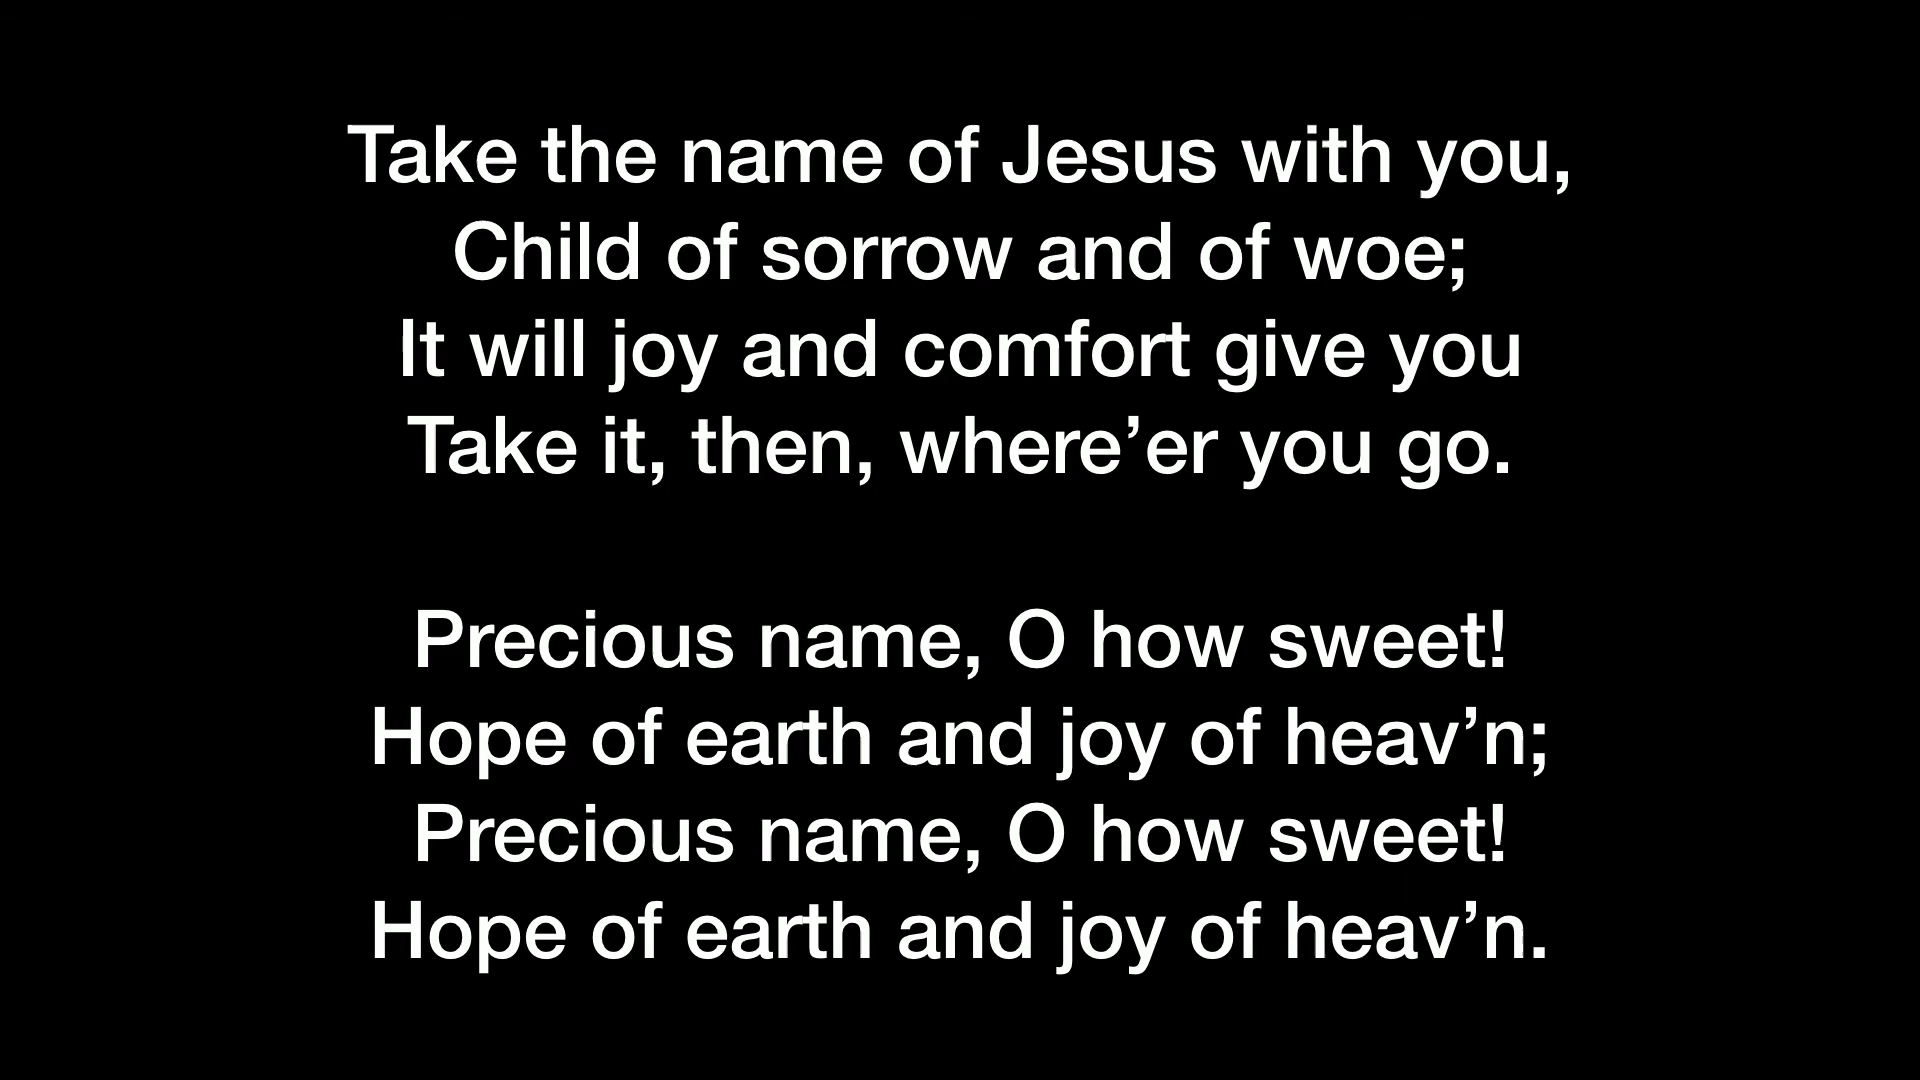 Take the name of Jesus with you,
Child of sorrow and of woe;
It will joy and comfort give you
Take it, then, where’er you go.
Precious name, O how sweet!
Hope of earth and joy of heav’n;
Precious name, O how sweet!
Hope of earth and joy of heav’n.